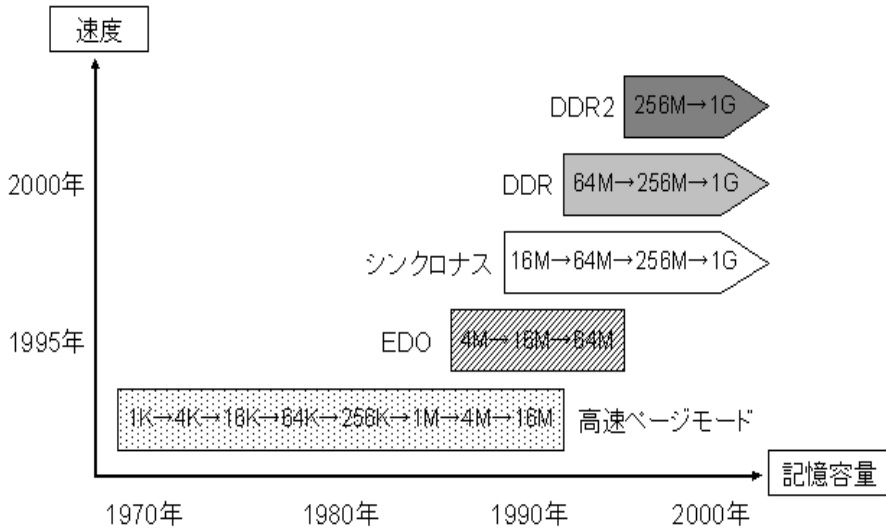 速度
DDR2
256M→1G
2000年
DDR
64M→256M→1G
シンクロナス
16M→64M→256M→1G
1995年
EDO
4M→16M→64M
1K→4K→16K→64K→256K→1M→4M→16M
高速ページモード
記憶容量
1970年
1980年
1990年
2000年